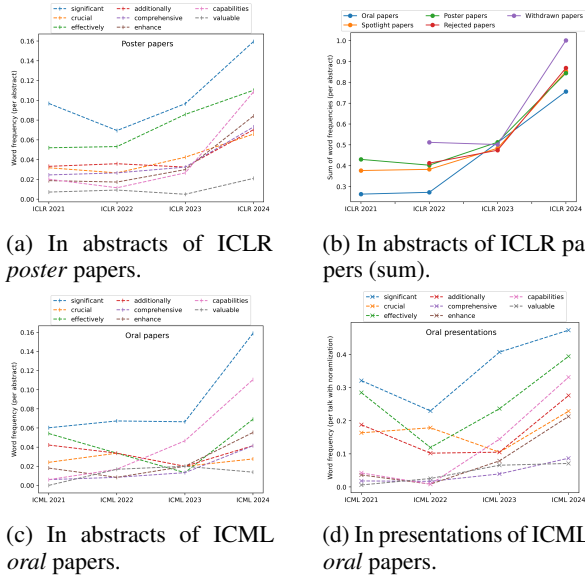 significant additionally capabilities
crucial comprehensive valuable
effectively enhance
Poster papers
Word frequency (per abstract)
0.16
0.14
0.12
0.10
0.08
0.06
0.04
0.02
0.00
ICLR 2021 ICLR 2022 ICLR 2023 ICLR 2024
(a) In abstracts of ICLR
poster papers.
Oral papers Poster papers Withdrawn papers
Spotlight papers Rejected papers
Sum of word frequencies (per abstract)
1.0
0.9
0.8
0.7
0.6
0.5
0.4
0.3
ICLR 2021 ICLR 2022 ICLR 2023 ICLR 2024
(b) In abstracts of ICLR pa-
pers (sum).
significant additionally capabilities
crucial comprehensive valuable
effectively enhance
Oral papers
Word frequency (per abstract)
0.16
0.14
0.12
0.10
0.08
0.06
0.04
0.02
0.00
ICML 2021 ICML 2022 ICML 2023 ICML 2024
(c) In abstracts of ICML
oral papers.
significant additionally capabilities
crucial comprehensive valuable
effectively enhance
Oral presentations
Word frequency (per talk with noramlization)
0.4
0.3
0.2
0.1
0.0
ICML 2021 ICML 2022 ICML 2023 ICML 2024
(d) In presentations of ICML
oral papers.